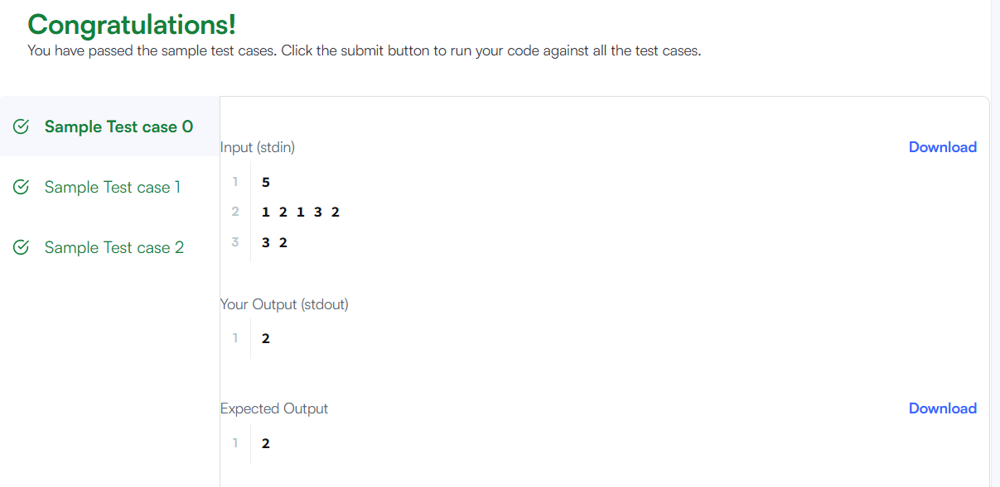 Congratulations!
You have passed the sample test cases. Click the submit button to run your code against all the test cases.
Sample Test case 0
Sample Test case 1
Sample Test case 2
Input (stdin)
Download
1 5
2 1 2 1 3 2
3 3 2
Your Output (stdout)
1 2
Expected Output
Download
1 2